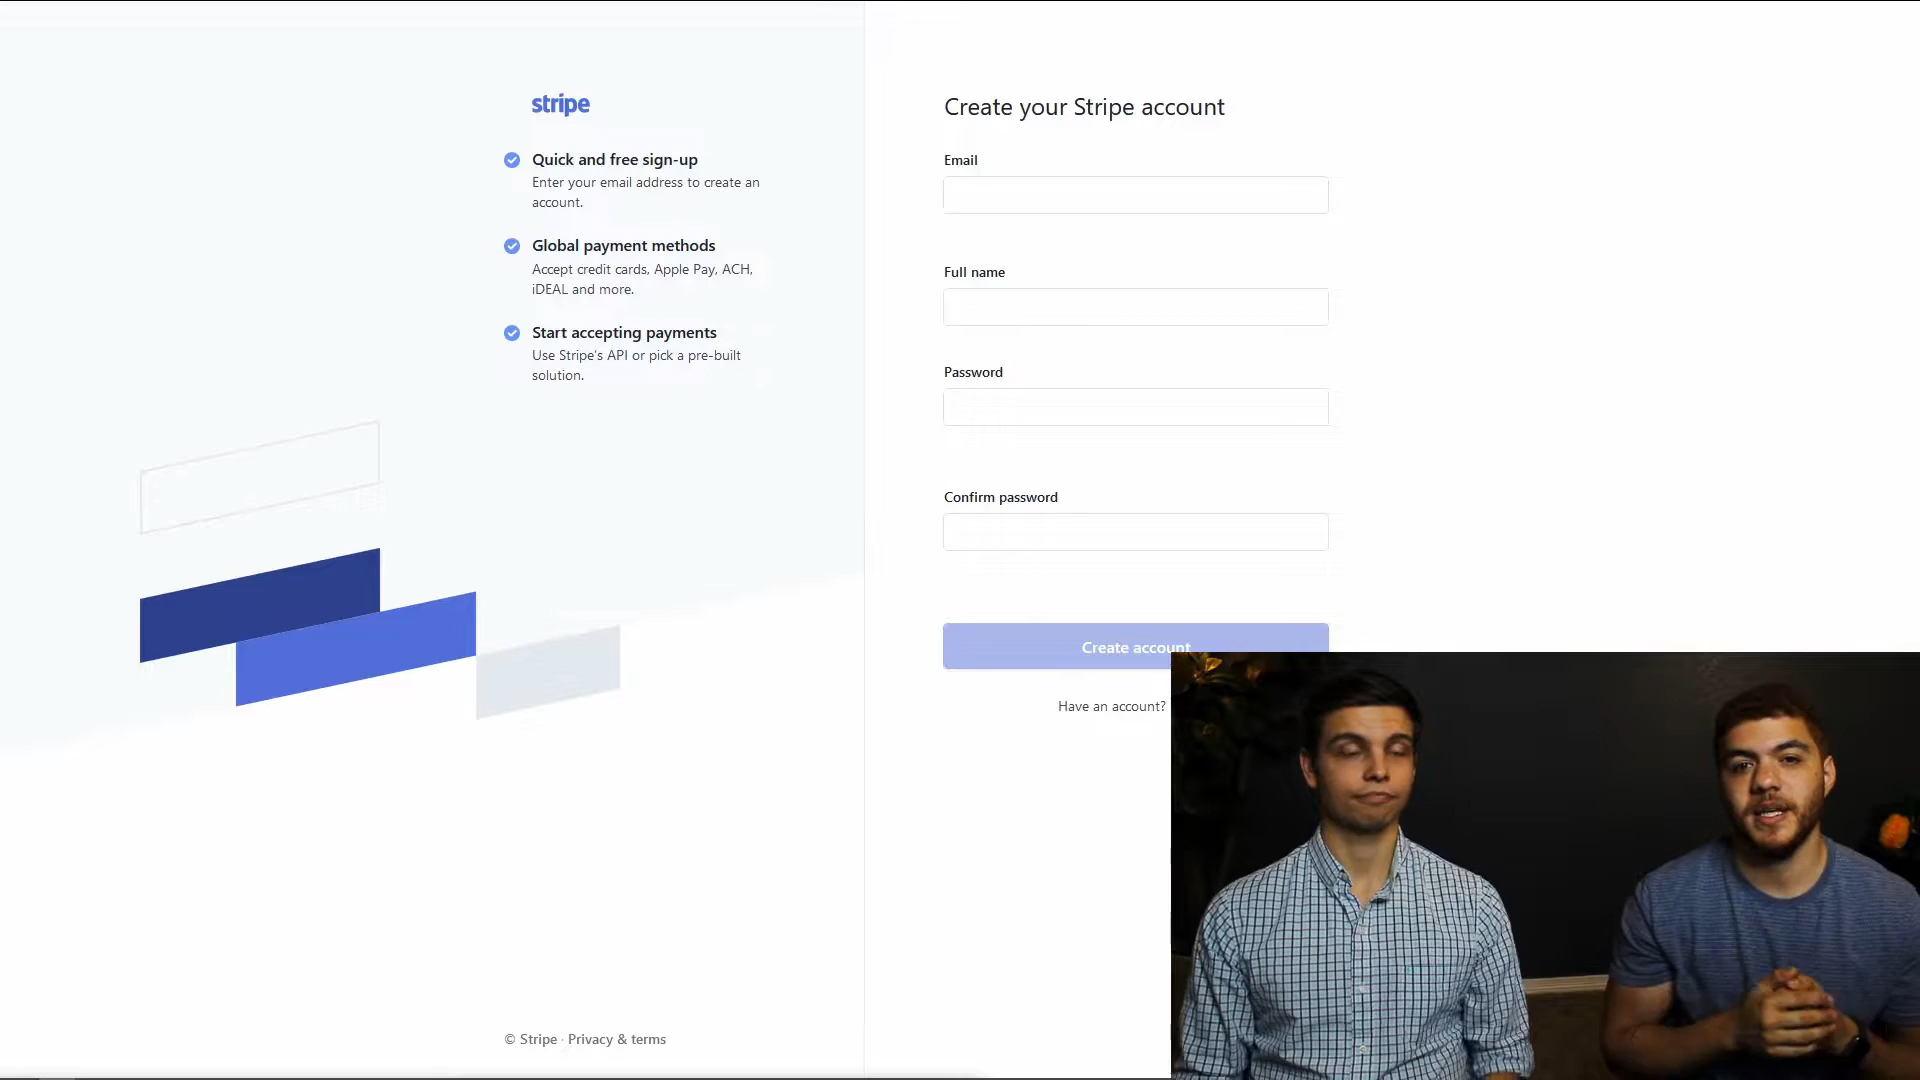 stripe
Quick and free sign-up
Enter your email address to create an
account.
Global payment methods
Accept credit cards, Apple Pay, ACH,
iDEAL and more.
Start accepting payments
Use Stripe's API or pick a pre-built
solution.
© Stripe · Privacy & terms
Create your Stripe account
Email
Full name
Password
Confirm password
Create account
Have an account?